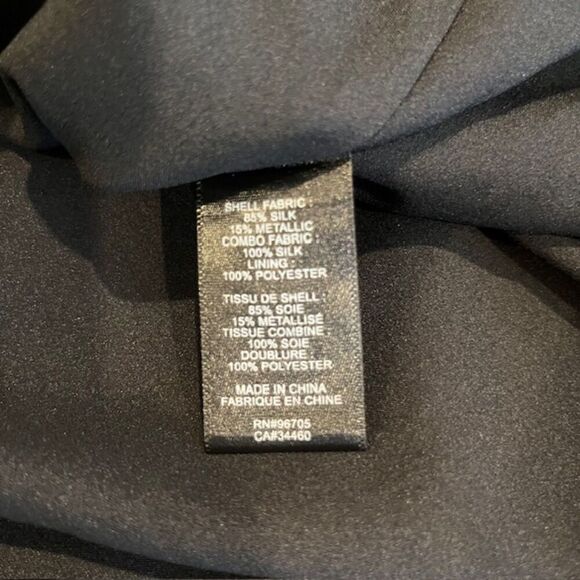 SHELL FABRIC :
85% SILK
15% METALLIC
COMBO FABRIC :
100% SILK
LINING :
100% POLYESTER
TISSU DE SHELL :
85% SOIE
15% MÉTALLISÉ
TISSUE COMBINE :
100% SOIE
DOUBLURE :
100% POLYESTER
MADE IN CHINA
FABRIQUE EN CHINE
RN#96705
CA#34460